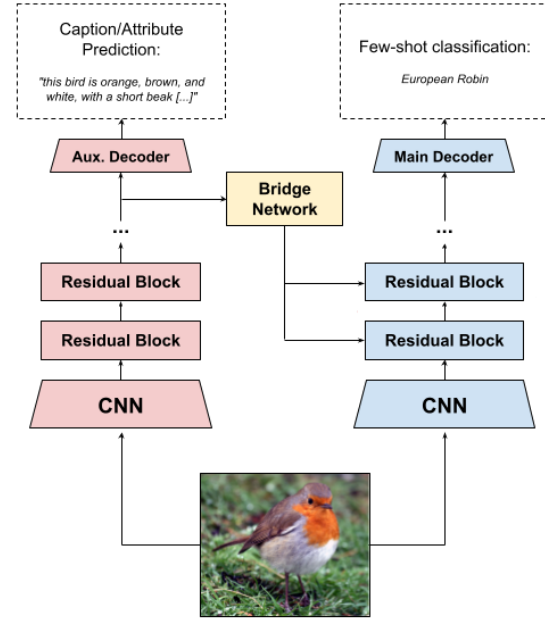 Caption/Attribute
Prediction:
"this bird is orange, brown, and
white, with a short beak [...]"
Few-shot classification:
European Robin
Aux. Decoder
Main Decoder
Bridge
Network
...
...
Residual Block
Residual Block
Residual Block
Residual Block
CNN
CNN